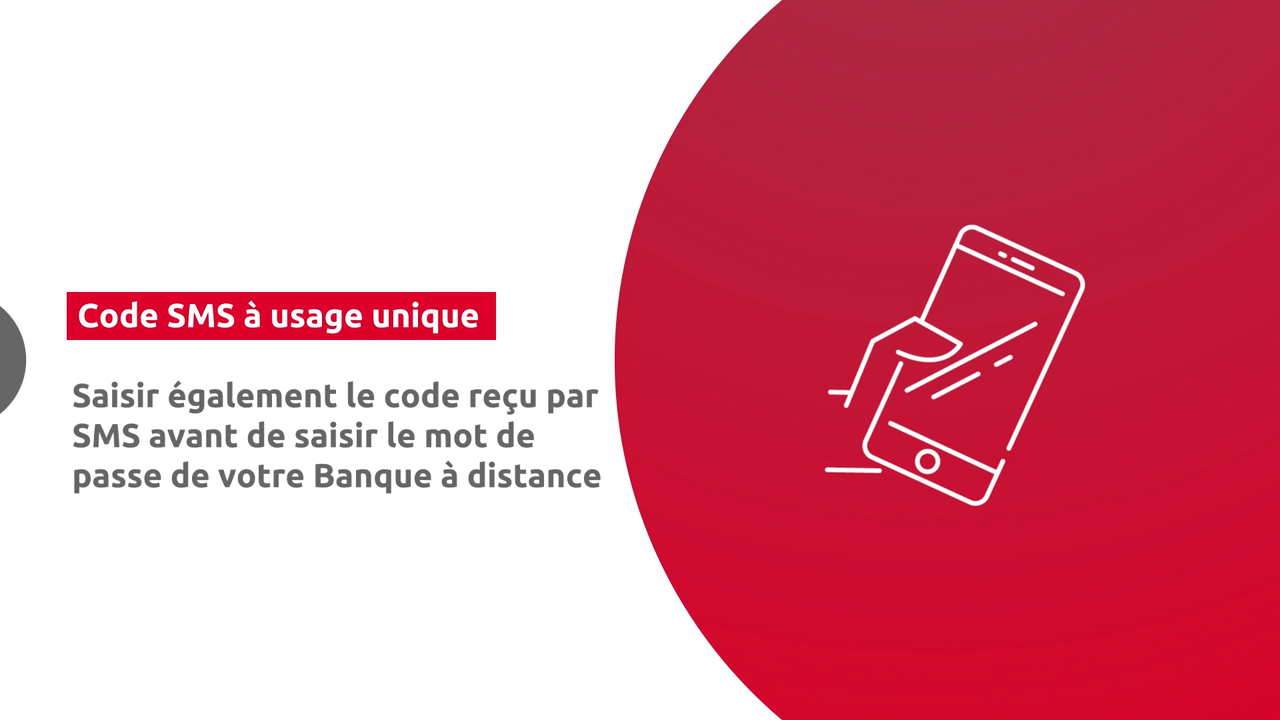 Code SMS à usage unique
Saisir également le code reçu par
SMS avant de saisir le mot de
passe de votre Banque à distance